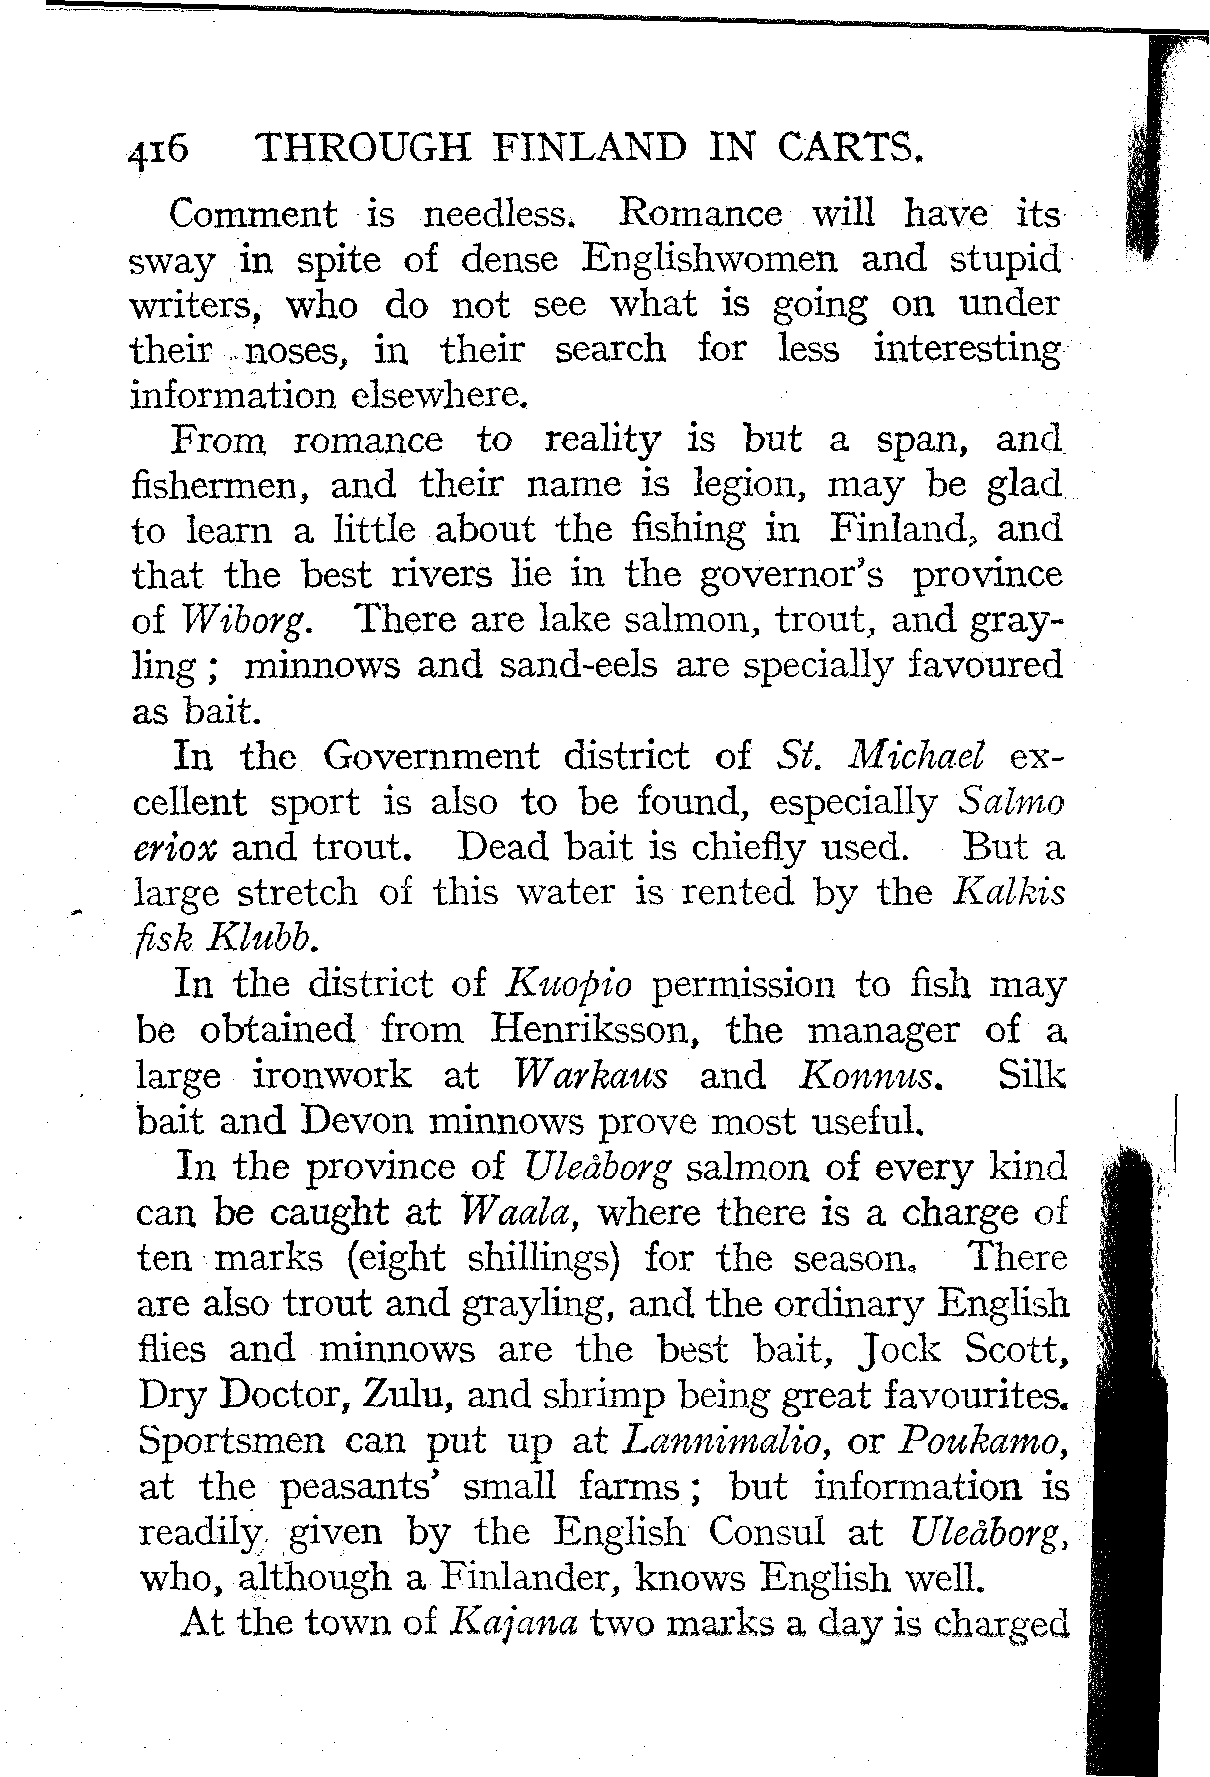 416 THROUGH FINLAND IN CARTS.
Comment is needless. Romance will have its
sway in spite of dense Englishwomen and stupid
writers, who do not see what is going on under
their noses, in their search for less interesting
information elsewhere.
From romance to reality is but a span, and
fishermen, and their name is legion, may be glad
to learn a little about the fishing in Finland, and
that the best rivers lie in the governor's province
of Wiborg. There are lake salmon, trout, and gray-
ling ; minnows and sand-eels are specially favoured
as bait.
In the Government district of St. Michael ex-
cellent sport is also to be found, especially Salmo
eriox and trout. Dead bait is chiefly used. But a
large stretch of this water is rented by the Kalkis
fisk Klubb.
In the district of Kuopio permission to fish may
be obtained from Henriksson, the manager of a
large ironwork at Warkaus and Konnus. Silk
bait and Devon minnows prove most useful.
In the province of Uleåborg salmon of every kind
can be caught at Waala, where there is a charge of
ten marks (eight shillings) for the season. There
are also trout and grayling, and the ordinary English
flies and minnows are the best bait, Jock Scott,
Dry Doctor, Zulu, and shrimp being great favourites.
Sportsmen can put up at Lannimalio, or Poukamo,
at the peasants' small farms ; but information is
readily given by the English Consul at Uleåborg,
who, although a Finlander, knows English well.
At the town of Kajana two marks a day is charged